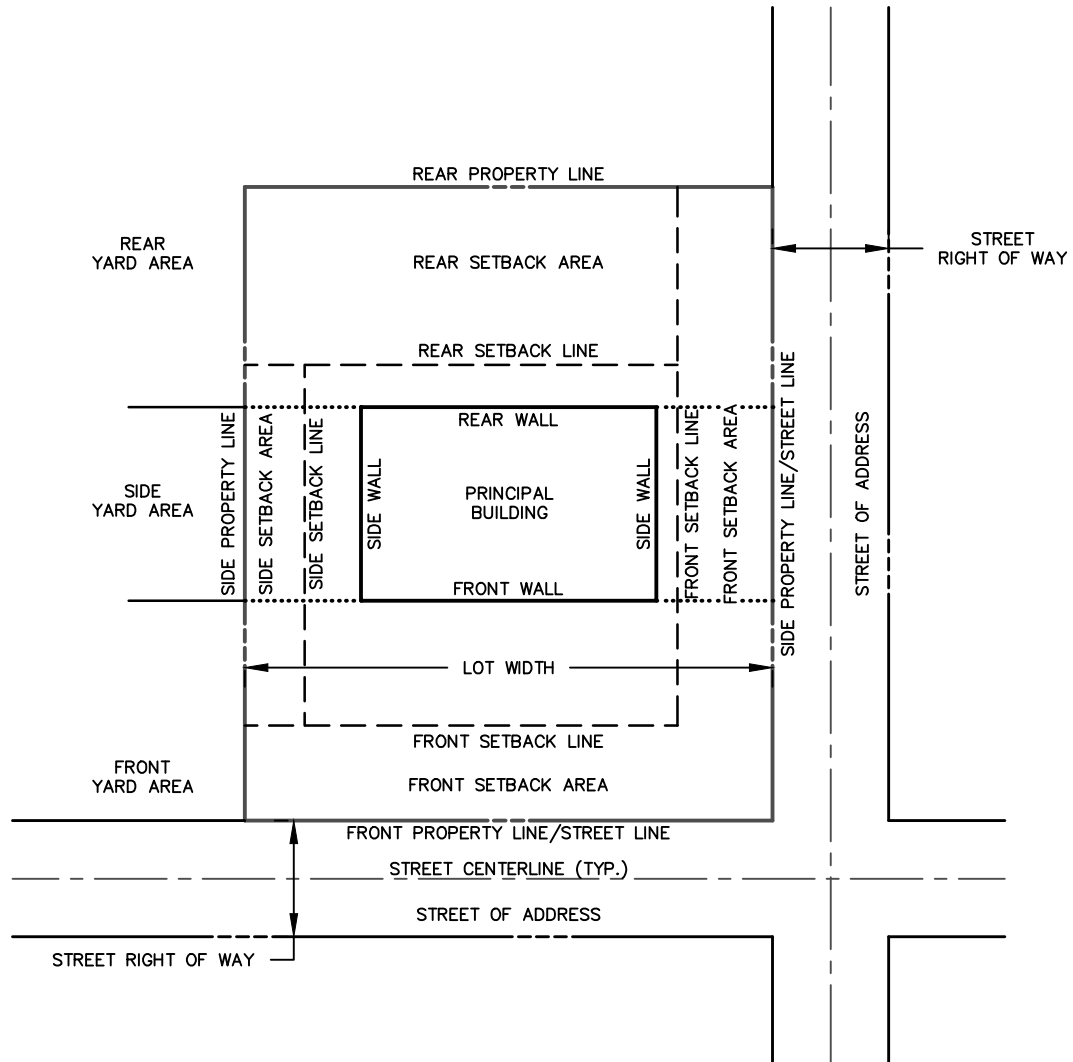 REAR PROPERTY LINE
REAR
YARD AREA
REAR SETBACK AREA
STREET
RIGHT OF WAY
REAR SETBACK LINE
SIDE
YARD AREA
SIDE PROPERTY LINE
SIDE SETBACK AREA
SIDE SETBACK LINE
SIDE WALL
REAR WALL
PRINCIPAL
BUILDING
FRONT WALL
SIDE WALL
FRONT SETBACK LINE
FRONT SETBACK AREA
SIDE PROPERTY LINE/STREET LINE
STREET OF ADDRESS
LOT WIDTH
FRONT SETBACK LINE
FRONT
YARD AREA
FRONT SETBACK AREA
FRONT PROPERTY LINE/STREET LINE
STREET CENTERLINE (TYP.)
STREET OF ADDRESS
STREET RIGHT OF WAY